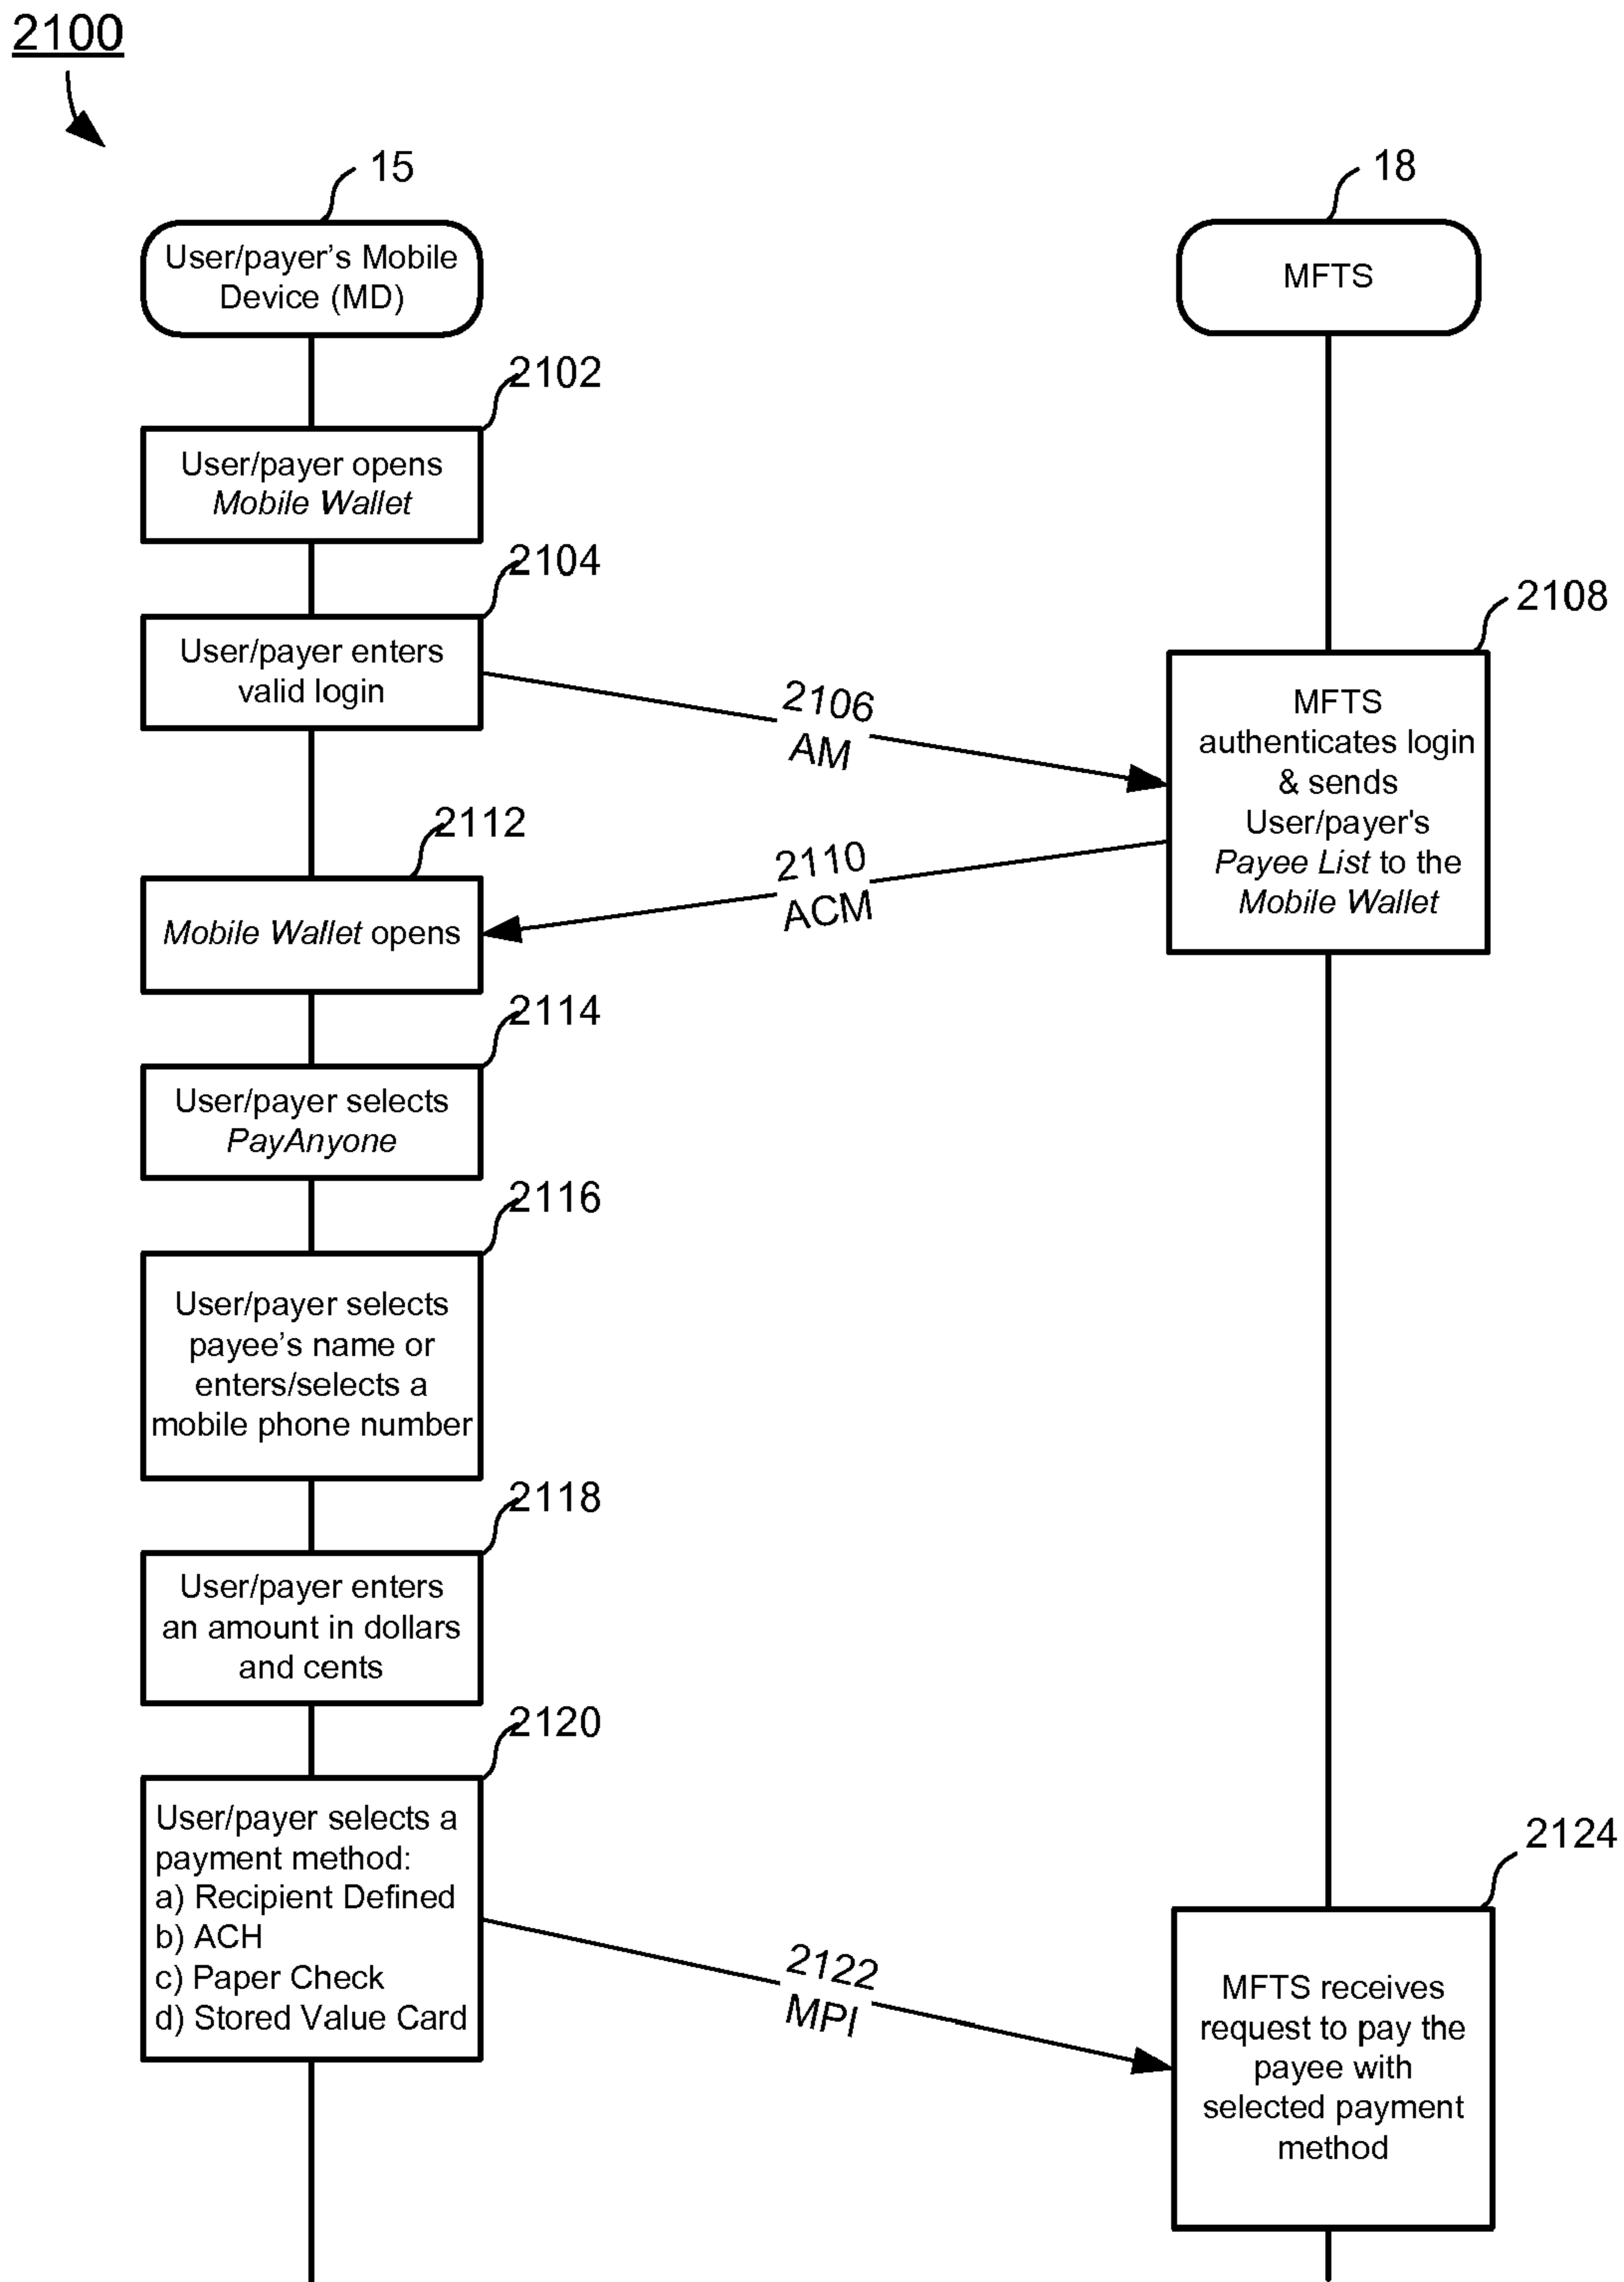 2100
15
18
User/payer's Mobile
Device (MD)
MFTS
2102
User/payer opens
Mobile Wallet
2104
User/payer enters
valid login
2106
AM
2108
MFTS
authenticates login
& sends
User/payer's
Payee List to the
Mobile Wallet
2110
ACM
2112
Mobile Wallet opens
2114
User/payer selects
PayAnyone
2116
User/payer selects
payee's name or
enters/selects a
mobile phone number
2118
User/payer enters
an amount in dollars
and cents
2120
User/payer selects a
payment method:
a) Recipient Defined
b) ACH
c) Paper Check
d) Stored Value Card
2122
MPI
2124
MFTS receives
request to pay the
payee with
selected payment
method